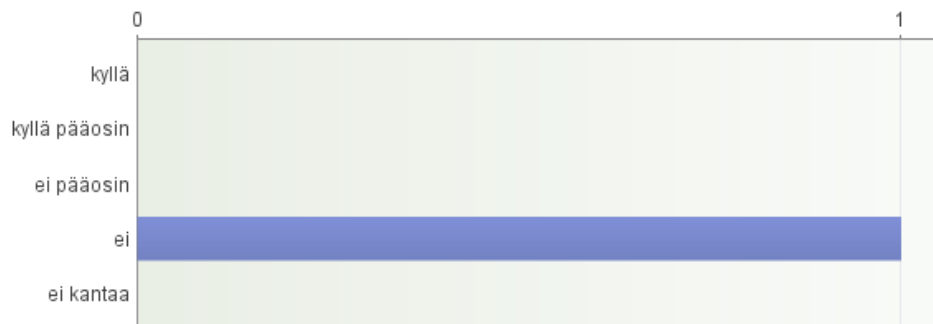 0 1
kyllä
kyllä pääosin
ei pääosin
ei
ei kantaa